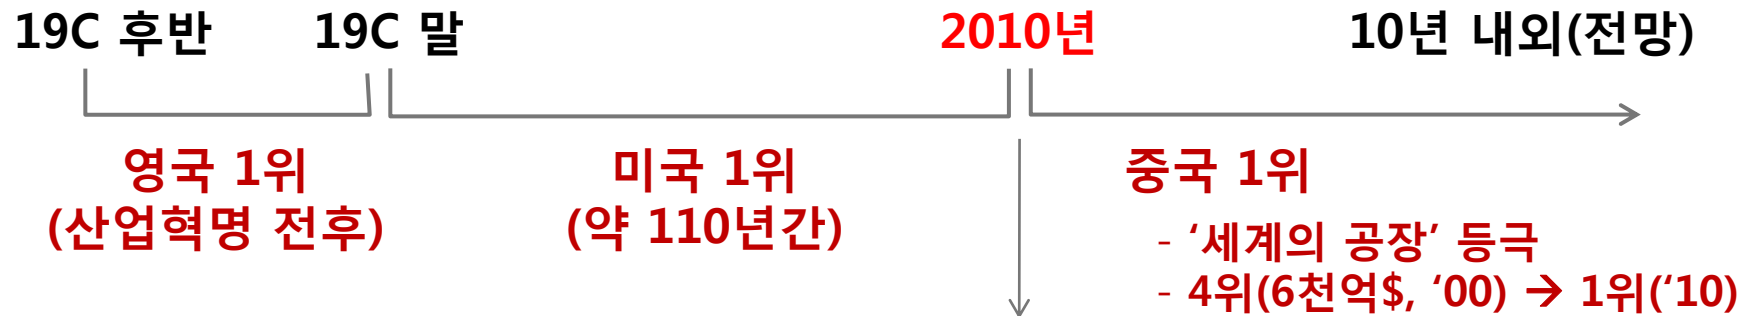 19C 후반 19C 말 2010년 10년 내외(전망)
영국 1위 미국 1위 중국 1위
(산업혁명 전후) (약 110년간)
- ‘세계의 공장’ 등극
- 4위(6천억$, ‘00) → 1위(‘10)